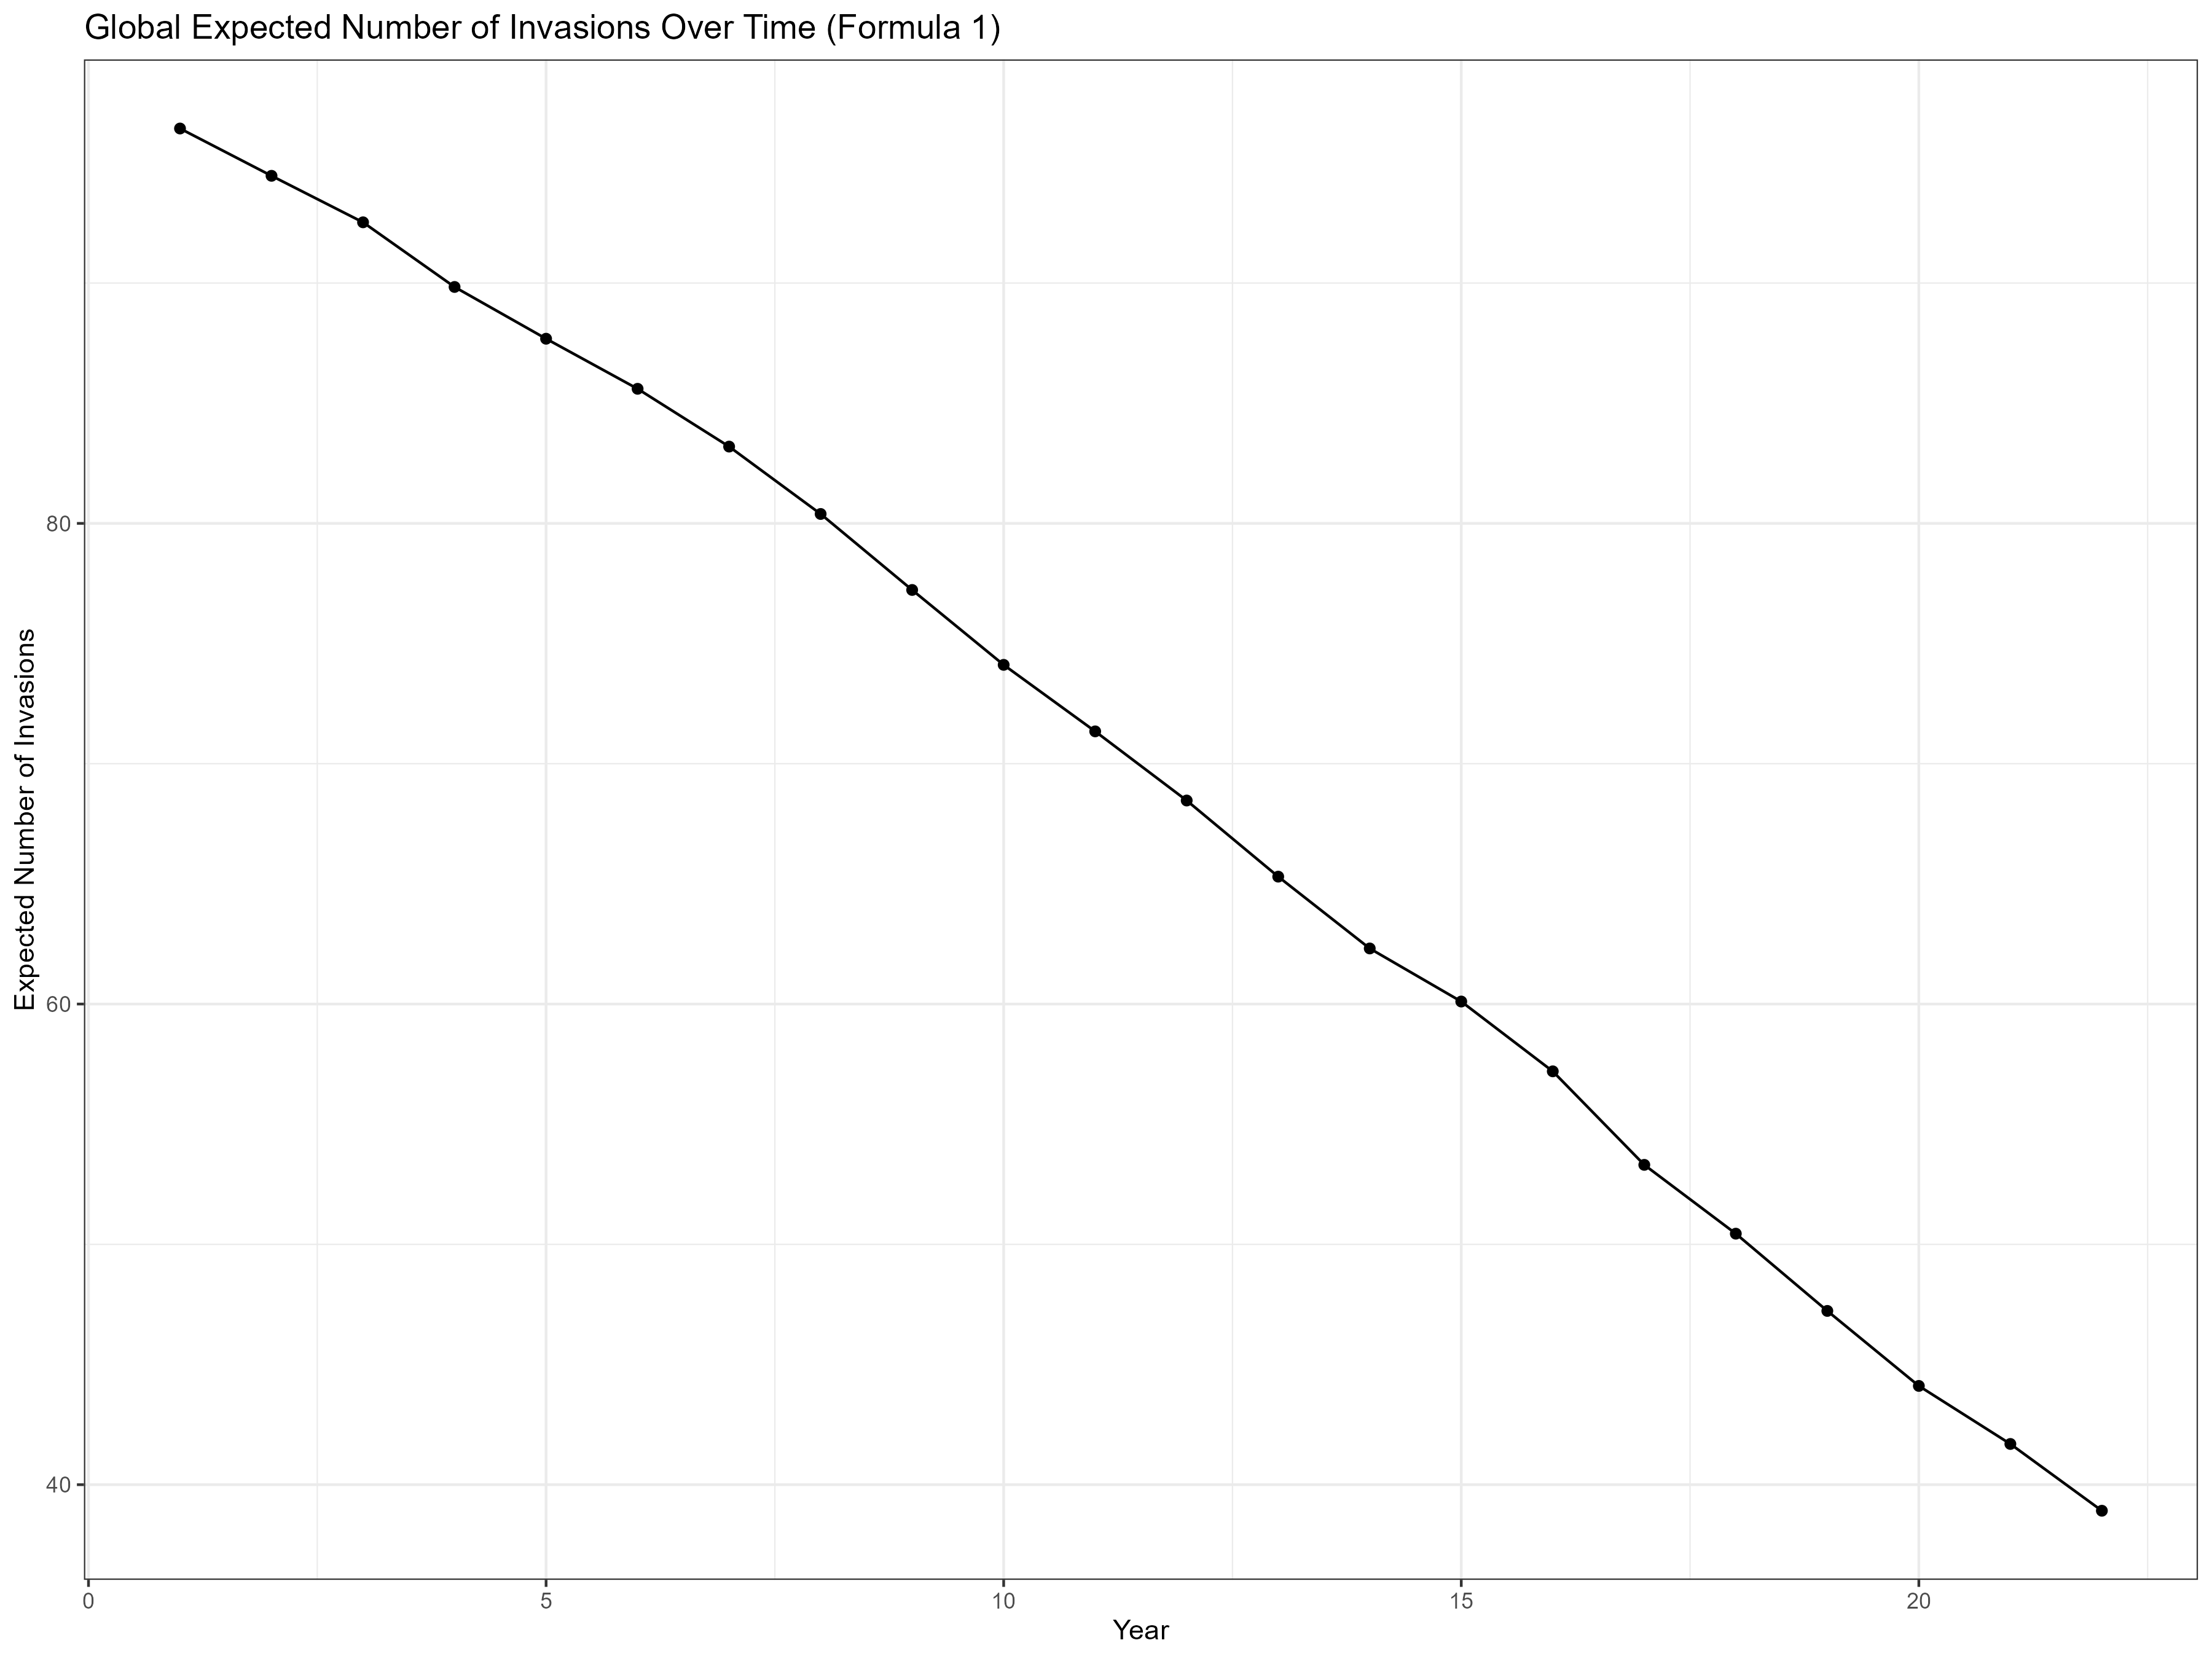 Global Expected Number of Invasions Over Time (Formula 1)
Expected Number of Invasions
80
60
40
0 5 10 15 20
Year